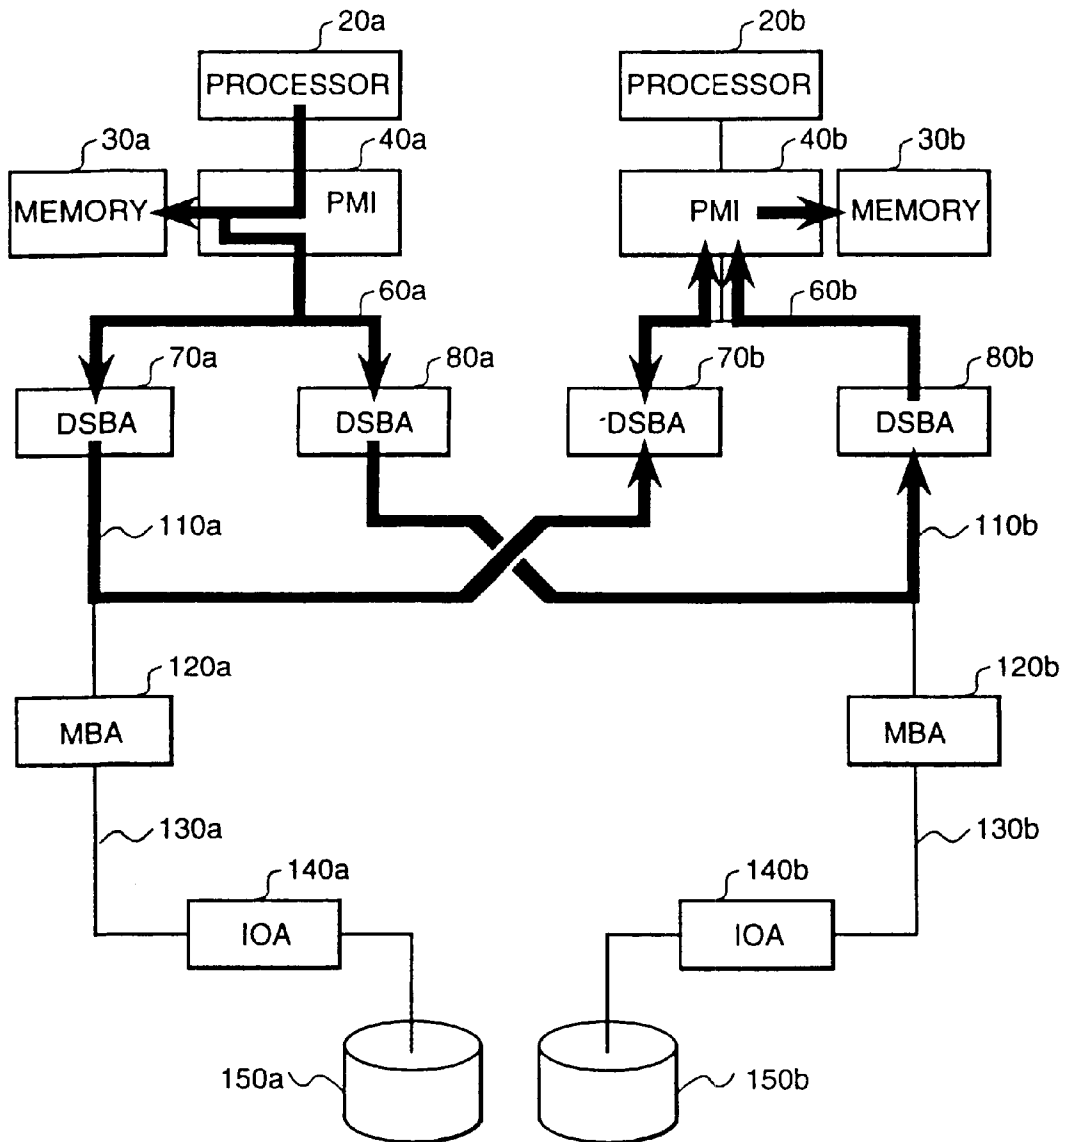 20a
20b
PROCESSOR
PROCESSOR
30a
40a
40b
30b
MEMORY
PMI
PMI
MEMORY
60a
60b
70a
80a
70b
80b
DSBA
DSBA
DSBA
DSBA
110a
110b
120a
120b
MBA
MBA
130a
130b
140a
140b
IOA
IOA
150a
150b